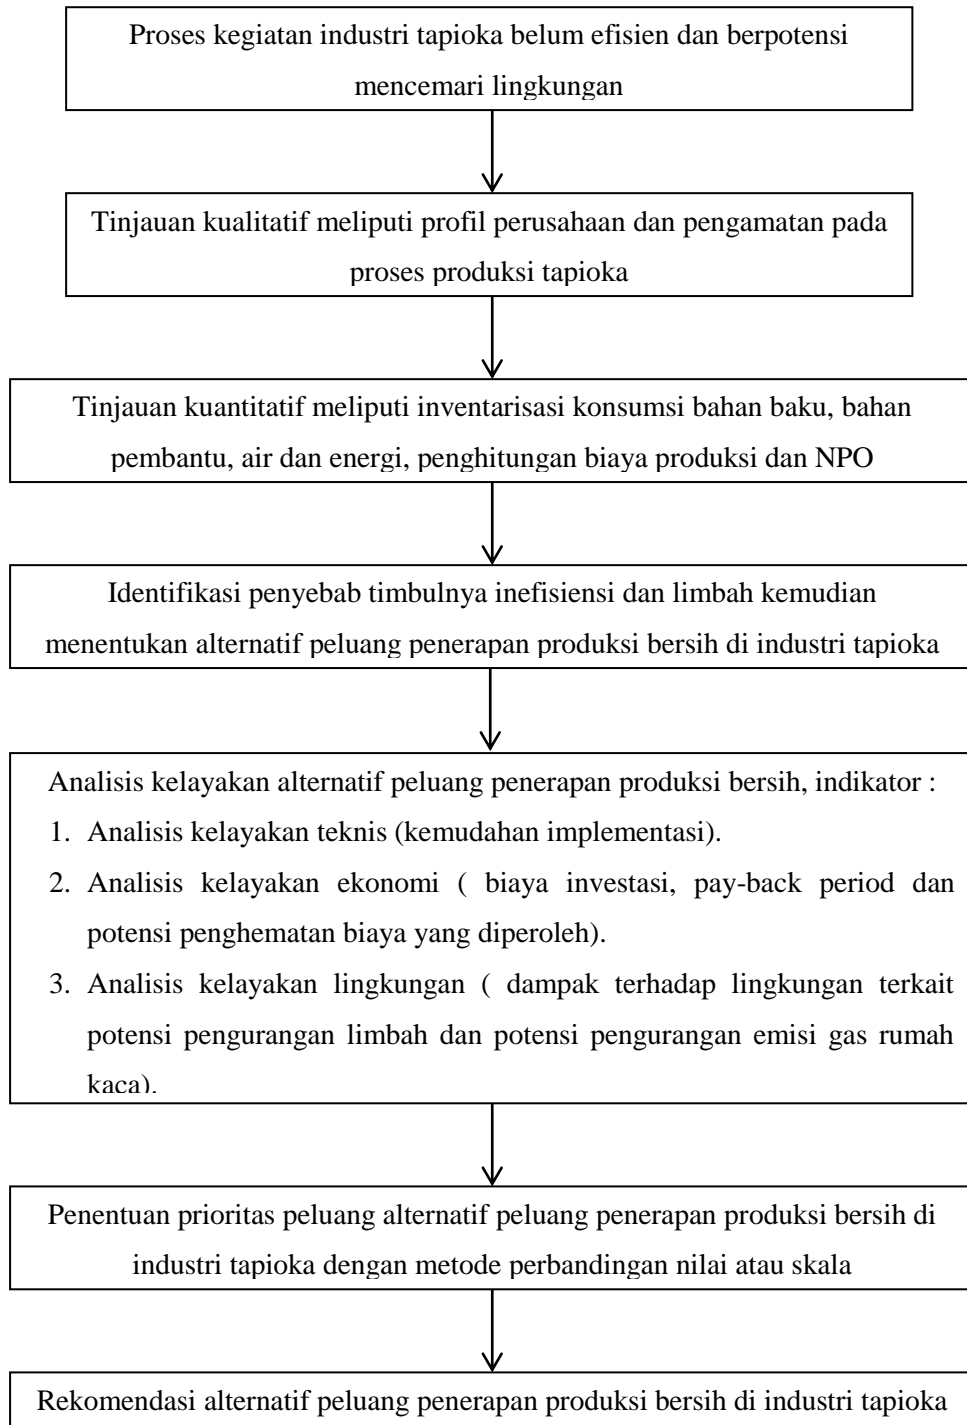 Proses kegiatan industri tapioka belum efisien dan berpotensi
mencemari lingkungan
Tinjauan kualitatif meliputi profil perusahaan dan pengamatan pada
proses produksi tapioka
Tinjauan kuantitatif meliputi inventarisasi konsumsi bahan baku, bahan
pembantu, air dan energi, penghitungan biaya produksi dan NPO
Identifikasi penyebab timbulnya inefisiensi dan limbah kemudian
menentukan alternatif peluang penerapan produksi bersih di industri tapioka
Analisis kelayakan alternatif peluang penerapan produksi bersih, indikator :
1. Analisis kelayakan teknis (kemudahan implementasi).
2. Analisis kelayakan ekonomi ( biaya investasi, pay-back period dan
potensi penghematan biaya yang diperoleh).
3. Analisis kelayakan lingkungan ( dampak terhadap lingkungan terkait
potensi pengurangan limbah dan potensi pengurangan emisi gas rumah
kaca).
Penentuan prioritas peluang alternatif peluang penerapan produksi bersih di
industri tapioka dengan metode perbandingan nilai atau skala
Rekomendasi alternatif peluang penerapan produksi bersih di industri tapioka